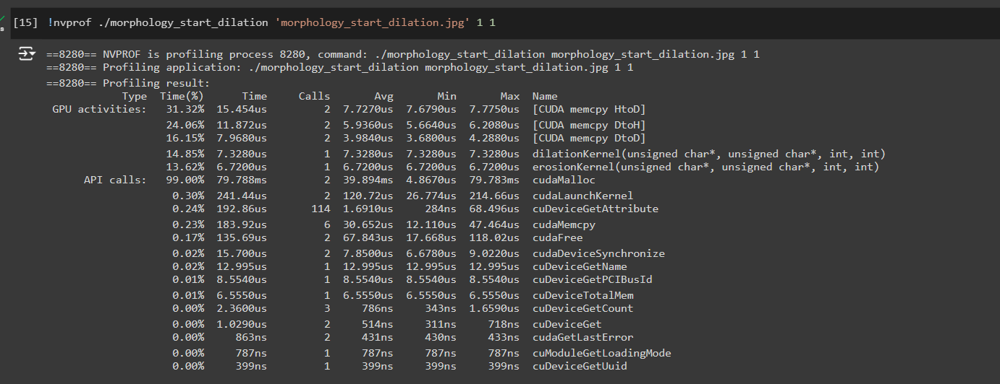 [15] !nvprof ./morphology_start_dilation 'morphology_start_dilation.jpg' 1 1
s
==8280== NVPROF is profiling process 8280, command: ./morphology_start_dilation morphology_start_dilation.jpg 1 1
==8280== Profiling application: ./morphology_start_dilation morphology_start_dilation.jpg 1 1
==8280== Profiling result:
Type Time(%) Time Calls Avg Min Max Name
GPU activities: 31.32% 15.454us 2 7.7270us 7.6790us 7.7750us [CUDA memcpy HtoD]
24.06% 11.872us 2 5.9360us 5.6640us 6.2080us [CUDA memcpy DtoH]
16.15% 7.9680us 2 3.9840us 3.6800us 4.2880us [CUDA memcpy DtoD]
14.85% 7.3280us 1 7.3280us 7.3280us 7.3280us dilationKernel(unsigned char*, unsigned char*, int, int)
13.62% 6.7200us 1 6.7200us 6.7200us 6.7200us erosionKernel(unsigned char*, unsigned char*, int, int)
API calls: 99.00% 79.788ms 2 39.894ms 4.8670us 79.783ms cudaMalloc
0.30% 241.44us 2 120.72us 26.774us 214.66us cudaLaunchKernel
0.24% 192.86us 114 1.6910us 284ns 68.496us cuDeviceGetAttribute
0.23% 183.92us 6 30.652us 12.110us 47.464us cudaMemcpy
0.17% 135.69us 2 67.843us 17.668us 118.02us cudaFree
0.02% 15.700us 2 7.8500us 6.6780us 9.0220us cudaDeviceSynchronize
0.02% 12.995us 1 12.995us 12.995us 12.995us cuDeviceGetName
0.01% 8.5540us 1 8.5540us 8.5540us 8.5540us cuDeviceGetPCIBusId
0.01% 6.5550us 1 6.5550us 6.5550us 6.5550us cuDeviceTotalMem
0.00% 2.3600us 3 786ns 343ns 1.6590us cuDeviceGetCount
0.00% 1.0290us 2 514ns 311ns 718ns cuDeviceGet
0.00% 863ns 2 431ns 430ns 433ns cudaGetLastError
0.00% 787ns 1 787ns 787ns 787ns cuModuleGetLoadingMode
0.00% 399ns 1 399ns 399ns 399ns cuDeviceGetUuid